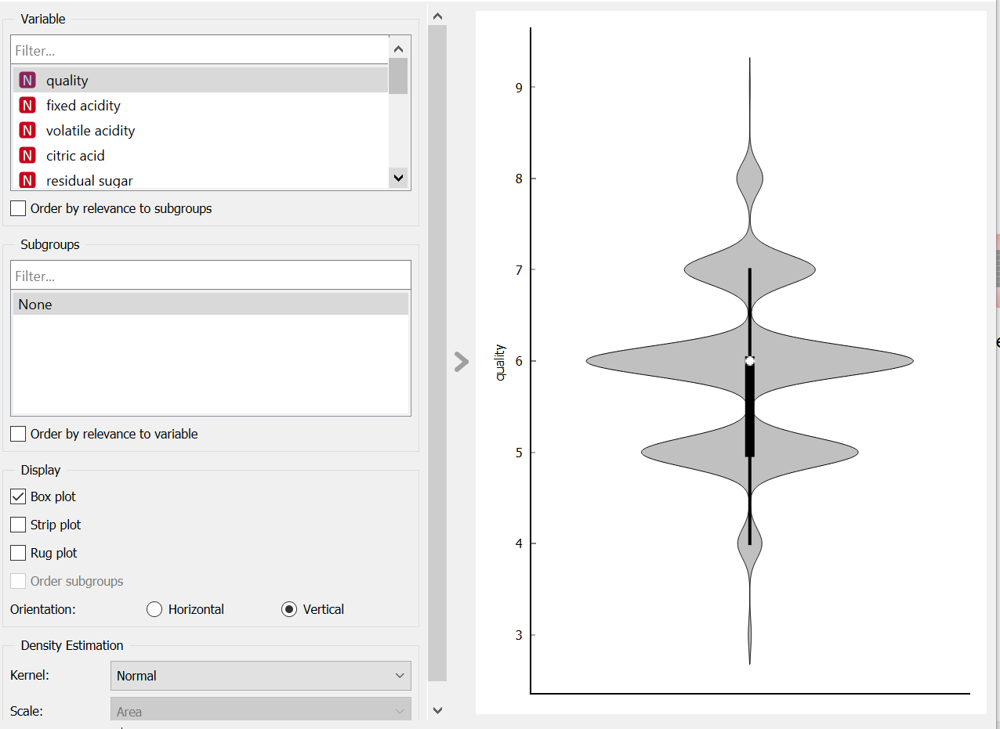 Variable
Filter...
N quality
N fixed acidity
N volatile acidity
N citric acid
N residual sugar
Order by relevance to subgroups
Subgroups
Filter...
None
Order by relevance to variable
Display
Box plot
Strip plot
Rug plot
Order subgroups
Orientation: Horizontal Vertical
Density Estimation
Kernel: Normal
Scale: Area
9
8
7
6
5
4
3
quality